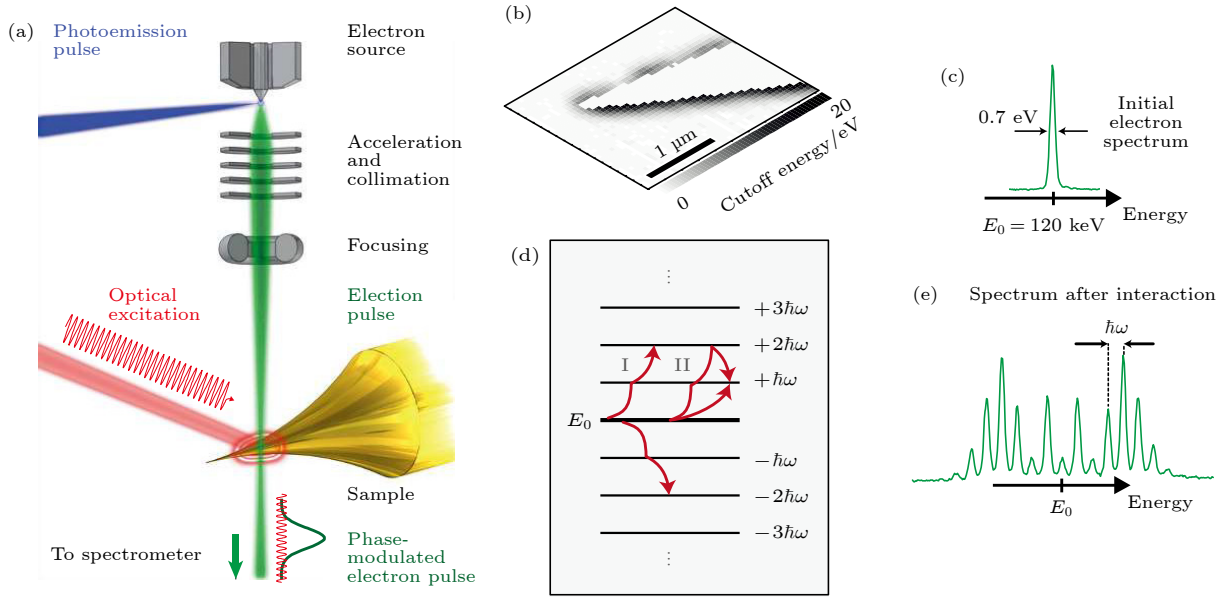 (a)
Photoemission
pulse
Electron
source
Acceleration
and
collimation
Focusing
Optical
excitation
Election
pulse
Sample
To spectrometer
Phase-
modulated
electron pulse
(b)
1 µm
0
20
Cutoff energy/eV
(c)
0.7 eV
Initial
electron
spectrum
Energy
E₀ = 120 keV
(d)
⋮
+3ℏω
+2ℏω
I
II
+ℏω
E₀
−ℏω
−2ℏω
−3ℏω
⋮
(e)
Spectrum after interaction
ℏω
E₀
Energy